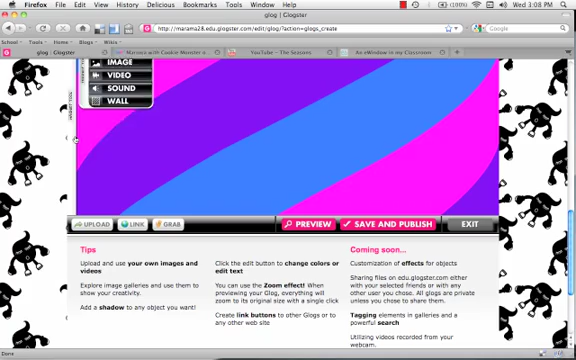 Firefox File Edit View History Bookmarks Tools Window Help (100%) Wed 3:08 PM
glog | Glogster
http://marama28.edu.glogster.com/edit/glog/?action=glogs_create
Google
School Tools Blogs Wikis
glog | Glogster Marama with Cookie Monster o YouTube - The Seasons An eWindow in my Classroom
IMAGE
VIDEO
SOUND
WALL
UPLOAD LINK GRAB PREVIEW SAVE AND PUBLISH EXIT
Tips
Upload and use your own images and
videos
Explore image galleries and use them to
show your creativity.
Add a shadow to any object you want!
Click the edit button to change colors or
edit text
You can use the Zoom effect! When
previewing your Glog, everything will
zoom to its original size with a single click
Create link buttons to other Glogs or to
any other web site
Coming soon...
Customization of effects for objects
Sharing files on edu.glogster.com either
with your selected friends or with any
other user you choose. All glogs are private
unless you choose to share them.
Tagging elements in galleries and a
powerful search
Utilizing videos recorded from your
webcam.
Done